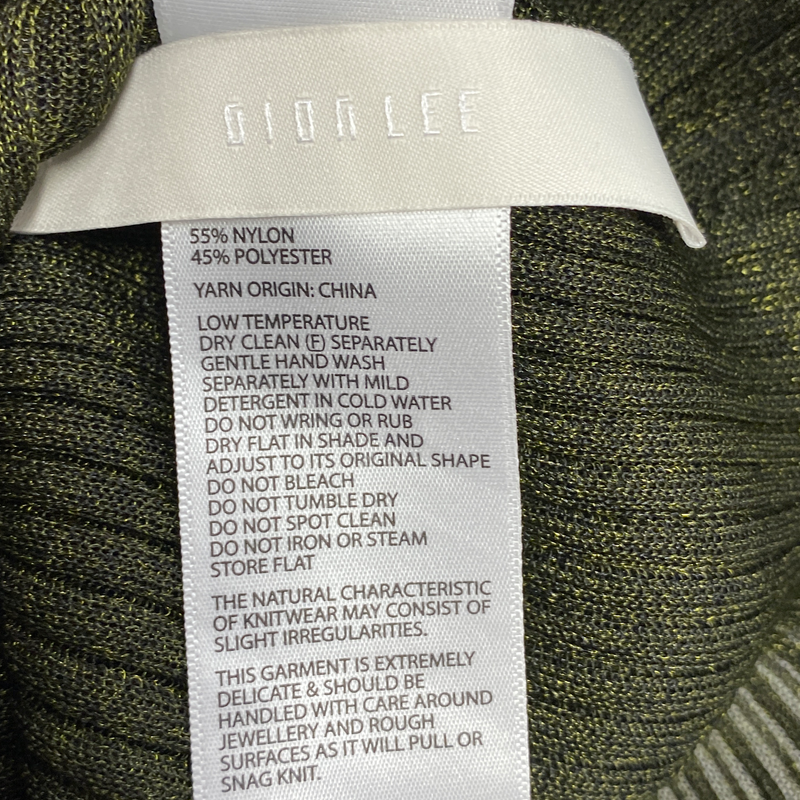 DION LEE
55% NYLON
45% POLYESTER
YARN ORIGIN: CHINA
LOW TEMPERATURE
DRY CLEAN Ⓕ SEPARATELY
GENTLE HAND WASH
SEPARATELY WITH MILD
DETERGENT IN COLD WATER
DO NOT WRING OR RUB
DRY FLAT IN SHADE AND
ADJUST TO ITS ORIGINAL SHAPE
DO NOT BLEACH
DO NOT TUMBLE DRY
DO NOT SPOT CLEAN
DO NOT IRON OR STEAM
STORE FLAT
THE NATURAL CHARACTERISTIC
OF KNITWEAR MAY CONSIST OF
SLIGHT IRREGULARITIES.
THIS GARMENT IS EXTREMELY
DELICATE & SHOULD BE
HANDLED WITH CARE AROUND
JEWELLERY AND ROUGH
SURFACES AS IT WILL PULL OR
SNAG KNIT.